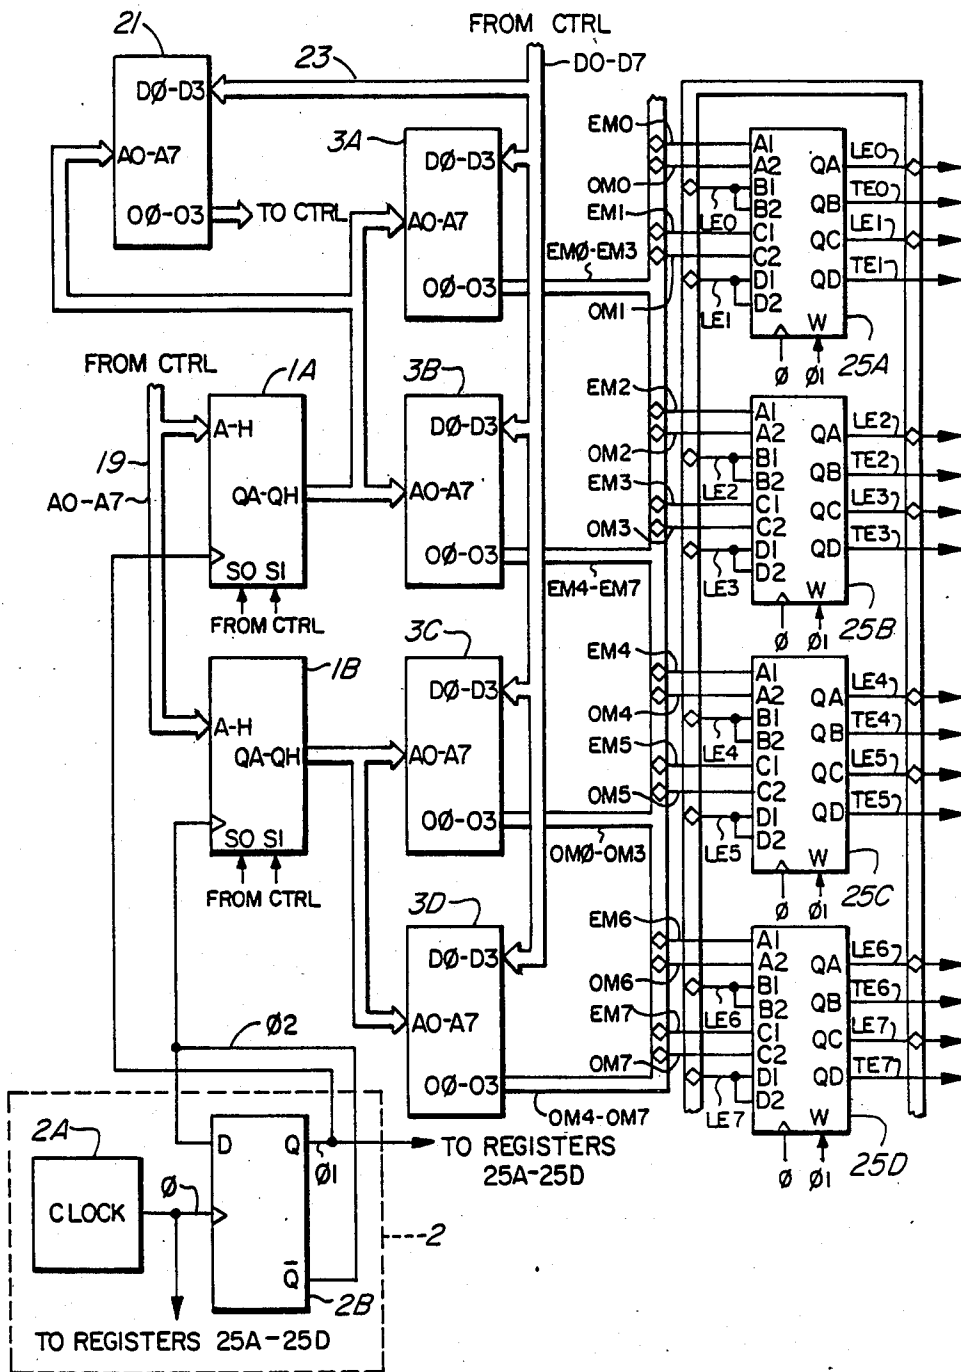 FROM CTRL
D0-D7
21
23
DØ-D3
A0-A7
OØ-O3
TO CTRL
3A
DØ-D3
A0-A7
OØ-O3
EMØ-EM3
EM0
OM0
LE0
EM1
OM1
LE1
A1
A2
B1
B2
C1
C2
D1
D2
QA
QB
QC
QD
W
LE0
TE0
LE1
TE1
Ø
Ø1
25A
FROM CTRL
19
A0-A7
1A
A-H
QA-QH
SO SI
FROM CTRL
3B
DØ-D3
A0-A7
OØ-O3
EM4-EM7
EM2
OM2
LE2
EM3
OM3
LE3
A1
A2
B1
B2
C1
C2
D1
D2
QA
QB
QC
QD
W
LE2
TE2
LE3
TE3
Ø
Ø1
25B
1B
A-H
QA-QH
SO SI
FROM CTRL
3C
DØ-D3
A0-A7
OØ-O3
OMØ-OM3
EM4
OM4
LE4
EM5
OM5
LE5
A1
A2
B1
B2
C1
C2
D1
D2
QA
QB
QC
QD
W
LE4
TE4
LE5
TE5
Ø
Ø1
25C
3D
DØ-D3
A0-A7
OØ-O3
OM4-OM7
EM6
OM6
LE6
EM7
OM7
LE7
A1
A2
B1
B2
C1
C2
D1
D2
QA
QB
QC
QD
W
LE6
TE6
LE7
TE7
Ø
Ø1
25D
Ø2
2A
CLOCK
Ø
D
Q
Q̅
Ø1
2B
2
TO REGISTERS
25A-25D
TO REGISTERS 25A-25D